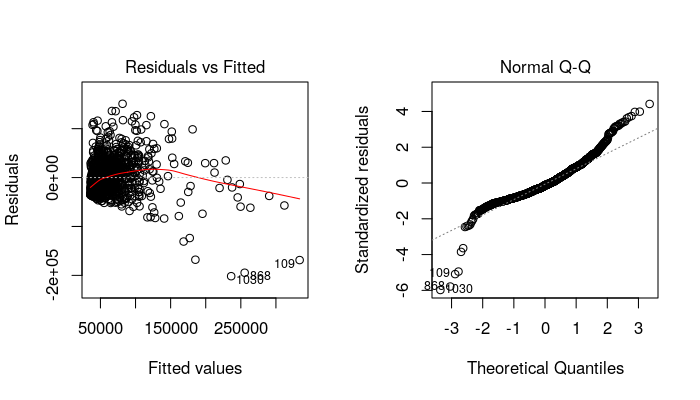 Residuals vs Fitted
Residuals
0e+00
-2e+05
109
868
1030
50000 150000 250000
Fitted values
Normal Q-Q
Standardized residuals
4
2
0
-2
-4
-6
109
868
1030
-3 -2 -1 0 1 2 3
Theoretical Quantiles